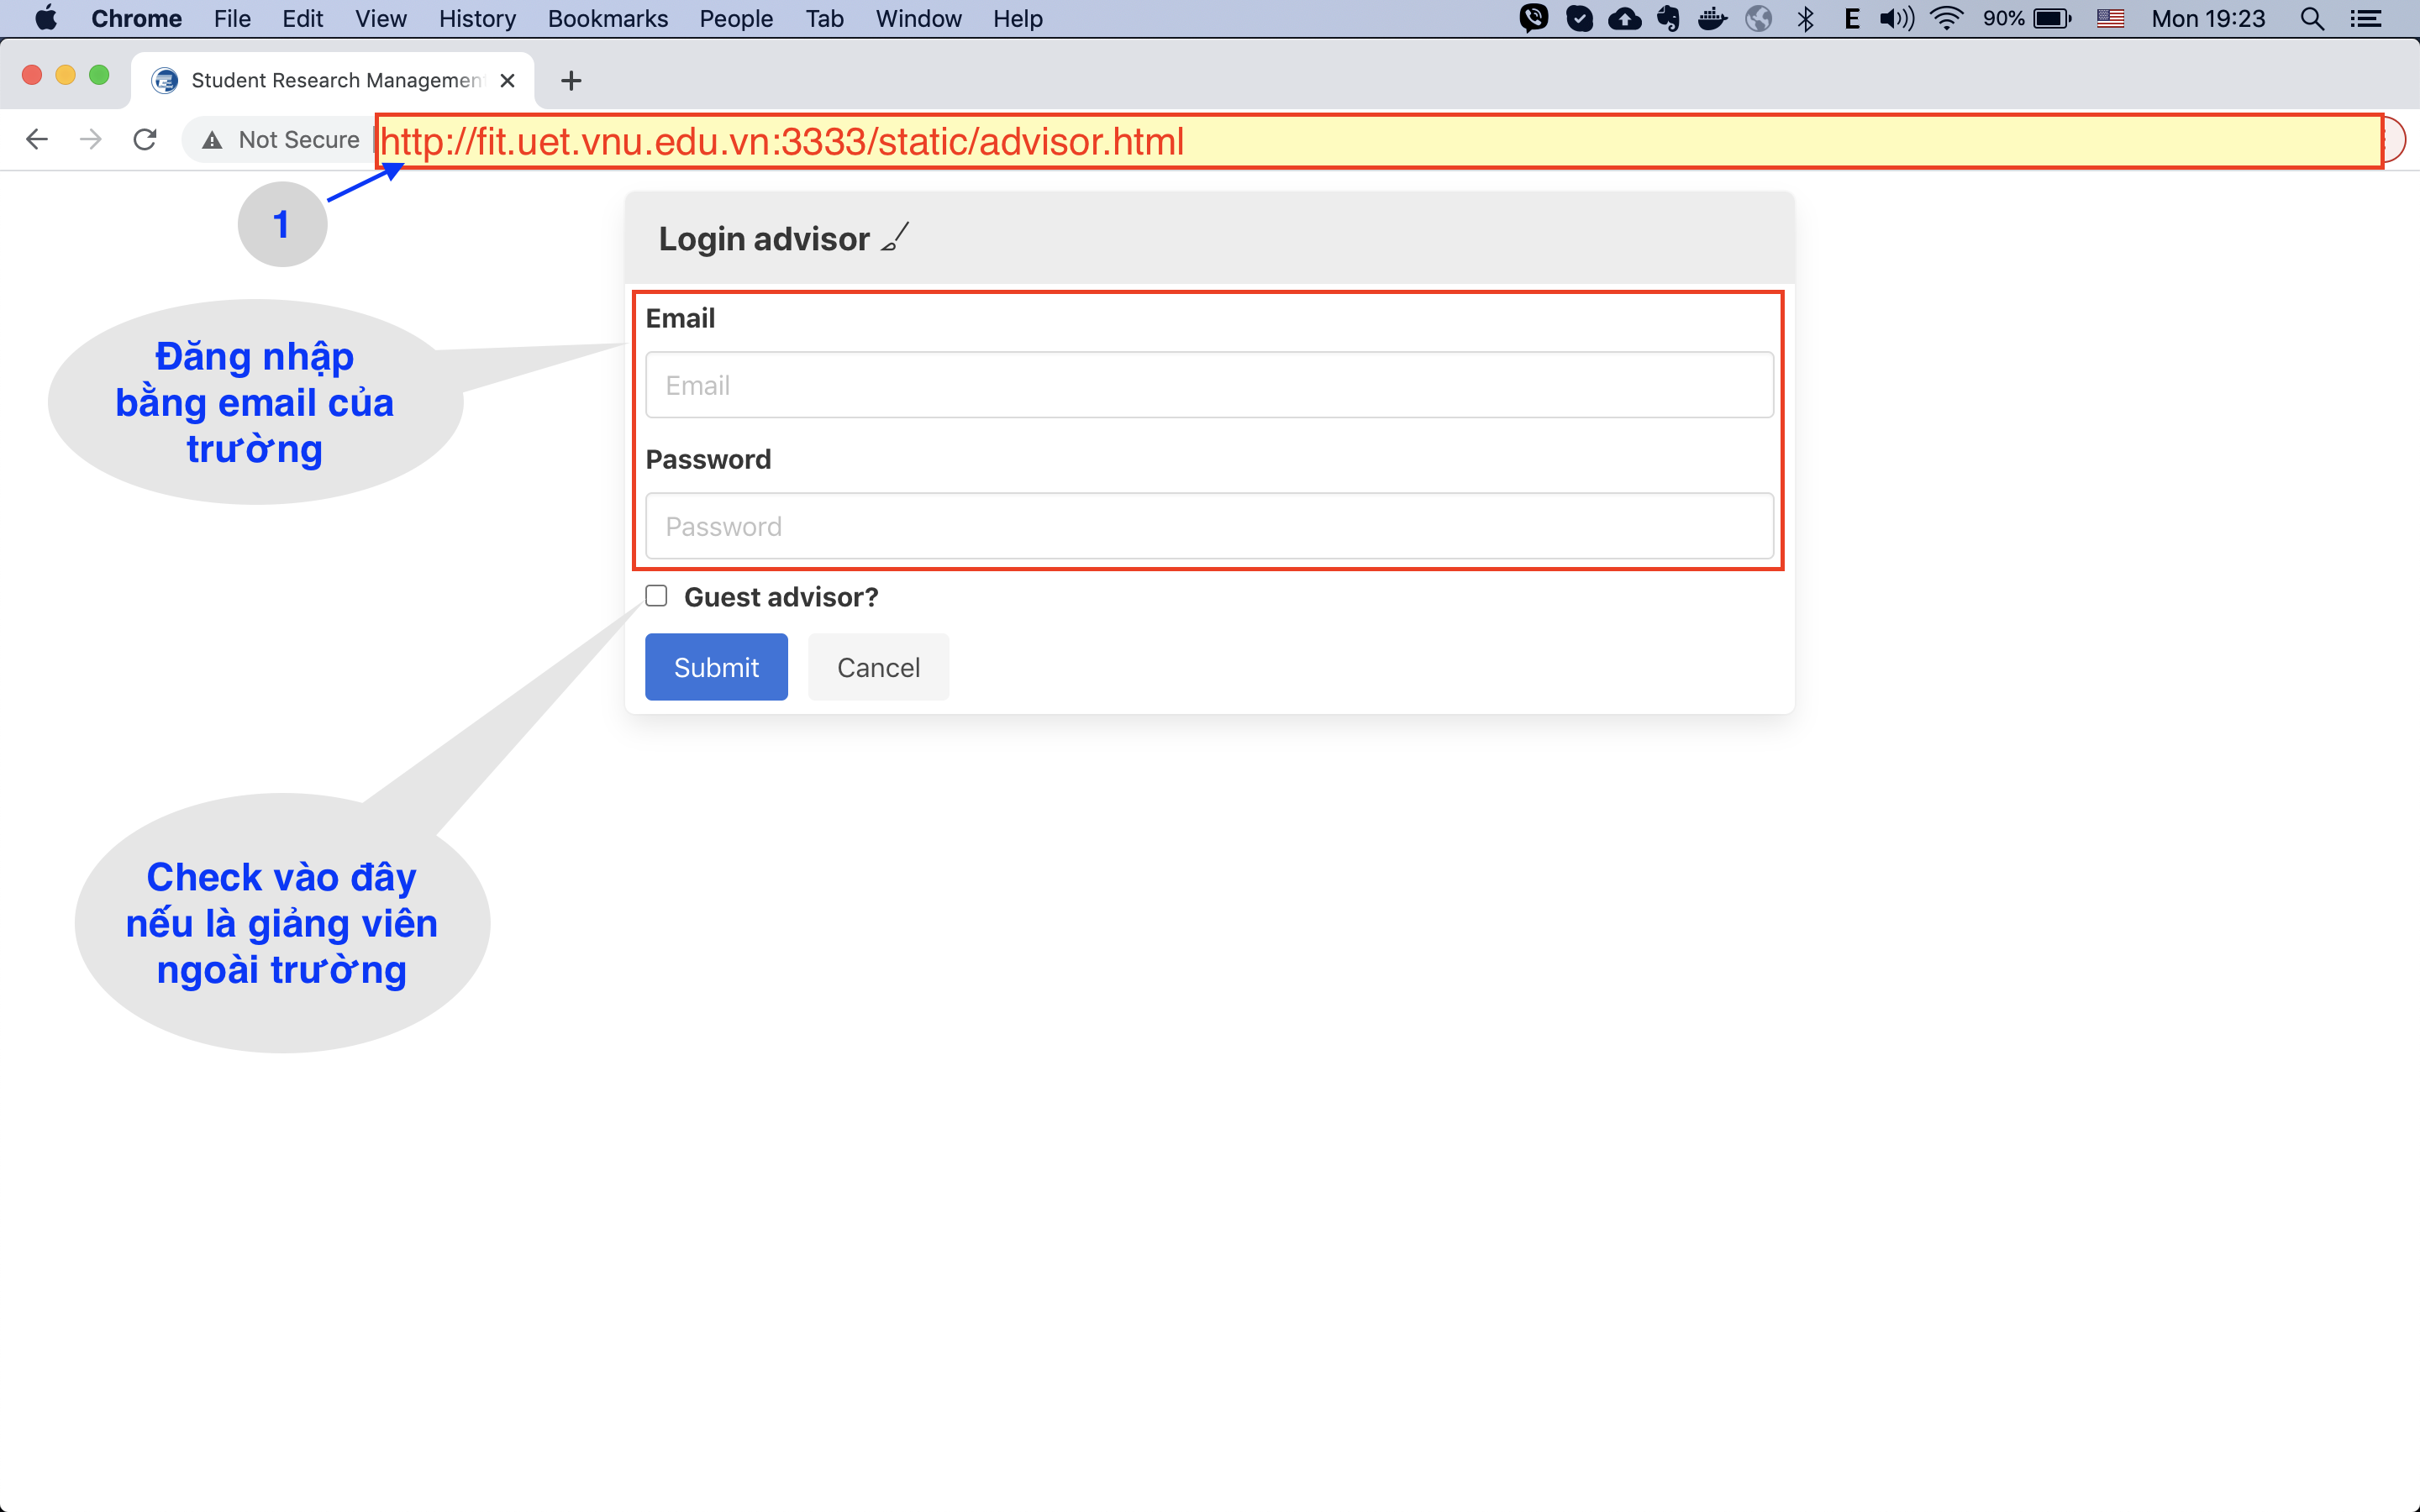 Chrome File Edit View History Bookmarks People Tab Window Help E 90% Mon 19:23
Student Research Managemen
Not Secure http://fit.uet.vnu.edu.vn:3333/static/advisor.html
1
Login advisor
Đăng nhập
bằng email của
trường
Email
Email
Password
Password
Guest advisor?
Submit Cancel
Check vào đây
nếu là giảng viên
ngoài trường